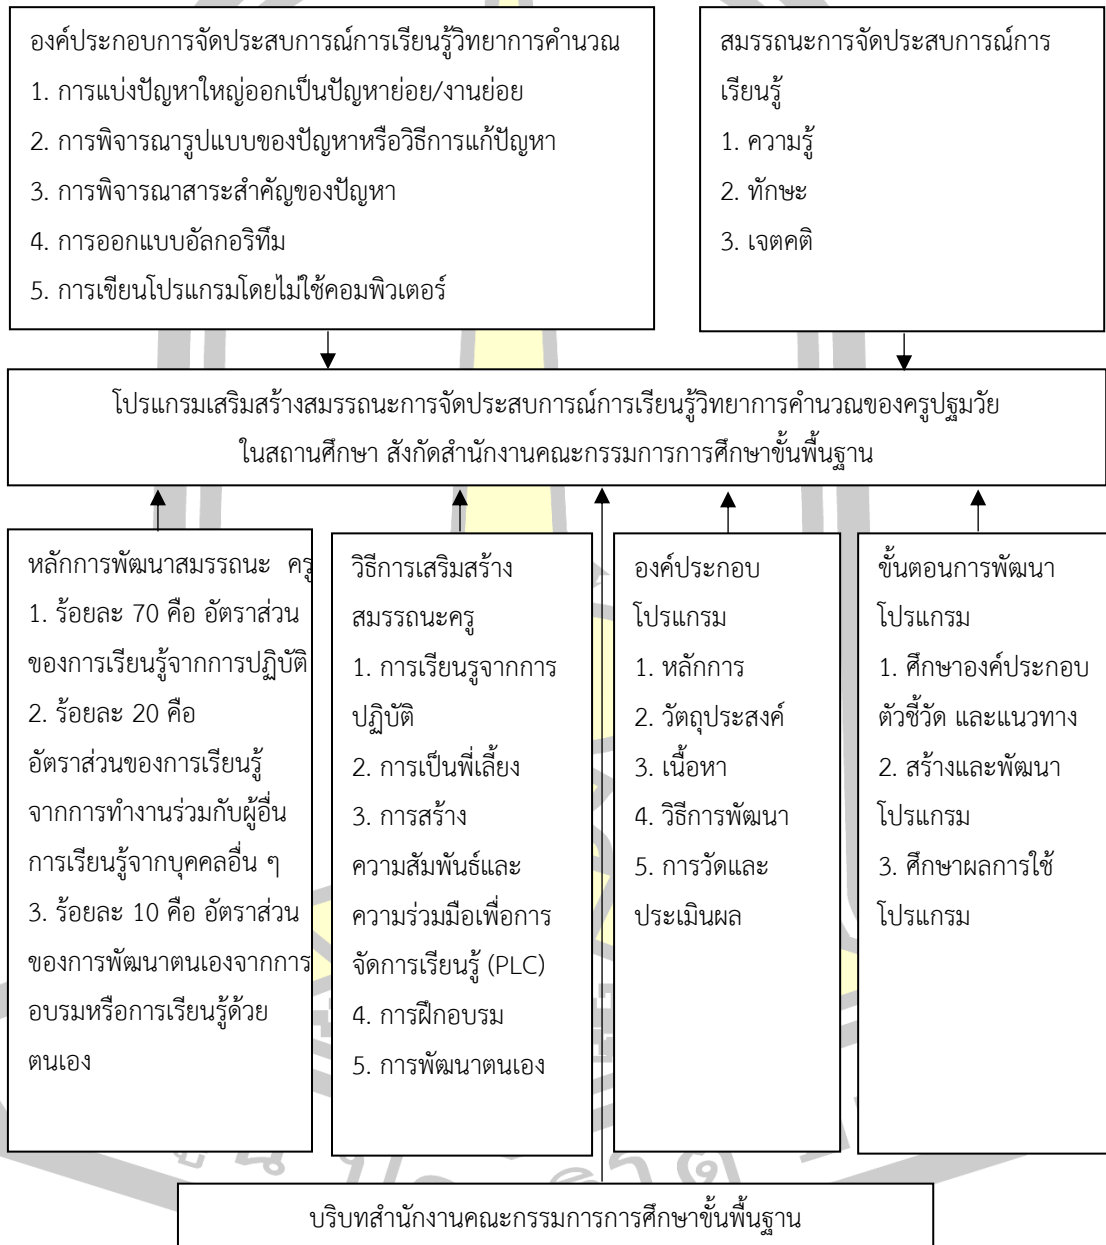 องค์ประกอบการจัดประสบการณ์การเรียนรู้วิทยาการคำนวณ
1. การแบ่งปัญหาใหญ่ออกเป็นปัญหาย่อย/งานย่อย
2. การพิจารณารูปแบบของปัญหาหรือวิธีการแก้ปัญหา
3. การพิจารณาสาระสำคัญของปัญหา
4. การออกแบบอัลกอริทึม
5. การเขียนโปรแกรมโดยไม่ใช้คอมพิวเตอร์
สมรรถนะการจัดประสบการณ์การ
เรียนรู้
1. ความรู้
2. ทักษะ
3. เจตคติ
โปรแกรมเสริมสร้างสมรรถนะการจัดประสบการณ์การเรียนรู้วิทยาการคำนวณของครูปฐมวัย
ในสถานศึกษา สังกัดสำนักงานคณะกรรมการการศึกษาขั้นพื้นฐาน
หลักการพัฒนาสมรรถนะ ครู
1. ร้อยละ 70 คือ อัตราส่วน
ของการเรียนรู้จากการปฏิบัติ
2. ร้อยละ 20 คือ
อัตราส่วนของการเรียนรู้
จากการทำงานร่วมกับผู้อื่น
การเรียนรู้จากบุคคลอื่น ๆ
3. ร้อยละ 10 คือ อัตราส่วน
ของการพัฒนาตนเองจากการ
อบรมหรือการเรียนรู้ด้วย
ตนเอง
วิธีการเสริมสร้าง
สมรรถนะครู
1. การเรียนรูจากการ
ปฏิบัติ
2. การเป็นพี่เลี้ยง
3. การสร้าง
ความสัมพันธ์และ
ความร่วมมือเพื่อการ
จัดการเรียนรู้ (PLC)
4. การฝึกอบรม
5. การพัฒนาตนเอง
องค์ประกอบ
โปรแกรม
1. หลักการ
2. วัตถุประสงค์
3. เนื้อหา
4. วิธีการพัฒนา
5. การวัดและ
ประเมินผล
ขั้นตอนการพัฒนา
โปรแกรม
1. ศึกษาองค์ประกอบ
ตัวชี้วัด และแนวทาง
2. สร้างและพัฒนา
โปรแกรม
3. ศึกษาผลการใช้
โปรแกรม
บริบทสำนักงานคณะกรรมการการศึกษาขั้นพื้นฐาน